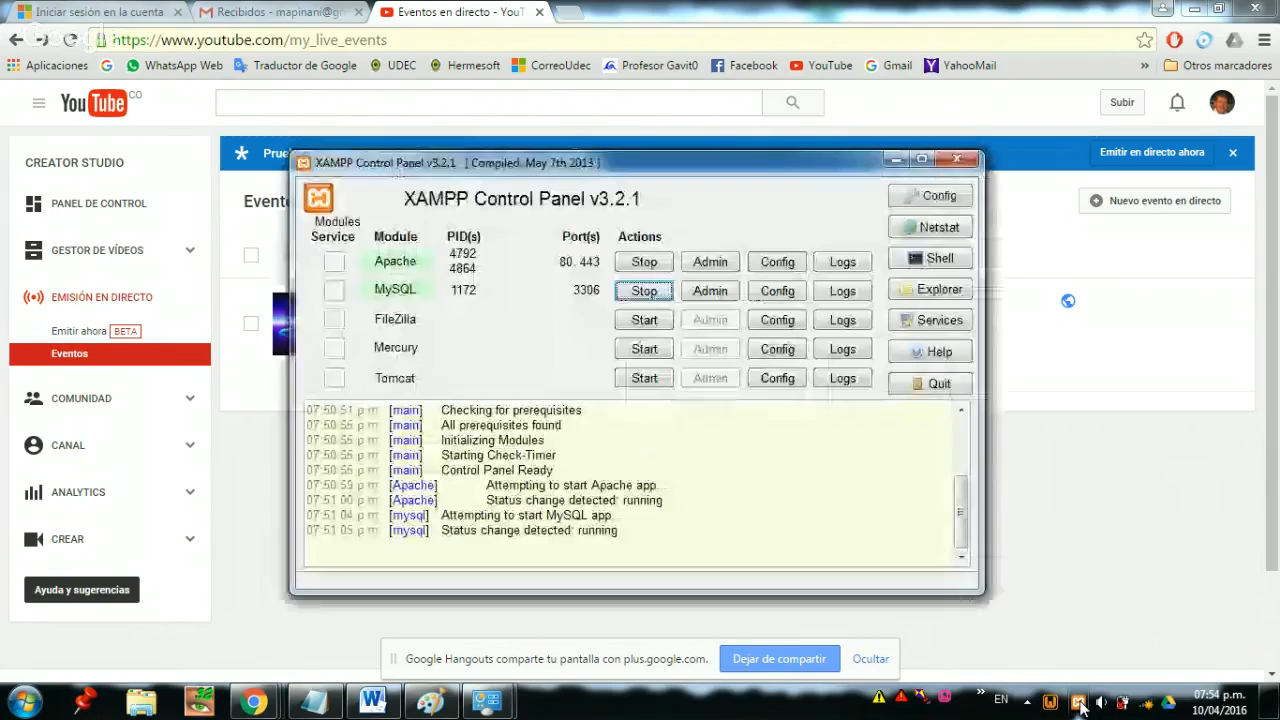 Iniciar sesión en la cuenta
Recibidos - mapinani@gr
Eventos en directo - YouT
https://www.youtube.com/my_live_events
Aplicaciones
WhatsApp Web
Traductor de Google
UDEC
Hermesoft
CorreoUdec
Profesor Gavit0
Facebook
YouTube
Gmail
YahooMail
»
Otros marcadores
YouTube CO
Subir
CREATOR STUDIO
PANEL DE CONTROL
GESTOR DE VÍDEOS
EMISIÓN EN DIRECTO
Emitir ahora BETA
Eventos
COMUNIDAD
CANAL
ANALYTICS
CREAR
Ayuda y sugerencias
Prue
Emitir en directo ahora
Evento
Nuevo evento en directo
XAMPP Control Panel v3.2.1 [ Compiled: May 7th 2013 ]
XAMPP Control Panel v3.2.1
Modules
Service Module PID(s) Port(s) Actions
Apache 4792 4864 80, 443 Stop Admin Config Logs
MySQL 1172 3306 Stop Admin Config Logs
FileZilla Start Admin Config Logs
Mercury Start Admin Config Logs
Tomcat Start Admin Config Logs
Config
Netstat
Shell
Explorer
Services
Help
Quit
07:50:51 p.m. [main] Checking for prerequisites
07:50:56 p.m. [main] All prerequisites found
07:50:56 p.m. [main] Initializing Modules
07:50:56 p.m. [main] Starting Check-Timer
07:50:56 p.m. [main] Control Panel Ready
07:50:59 p.m. [Apache] Attempting to start Apache app...
07:51:00 p.m. [Apache] Status change detected: running
07:51:04 p.m. [mysql] Attempting to start MySQL app...
07:51:05 p.m. [mysql] Status change detected: running
Google Hangouts comparte tu pantalla con plus.google.com.
Dejar de compartir
Ocultar
EN
07:54 p.m.
10/04/2016